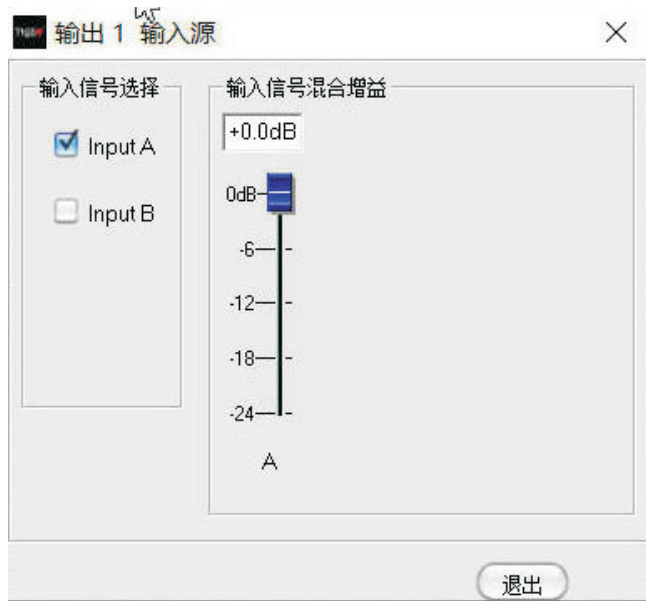 输出 1 输入源
输入信号选择
Input A
Input B
输入信号混合增益
+0.0dB
0dB
-6
-12
-18
-24
A
退出